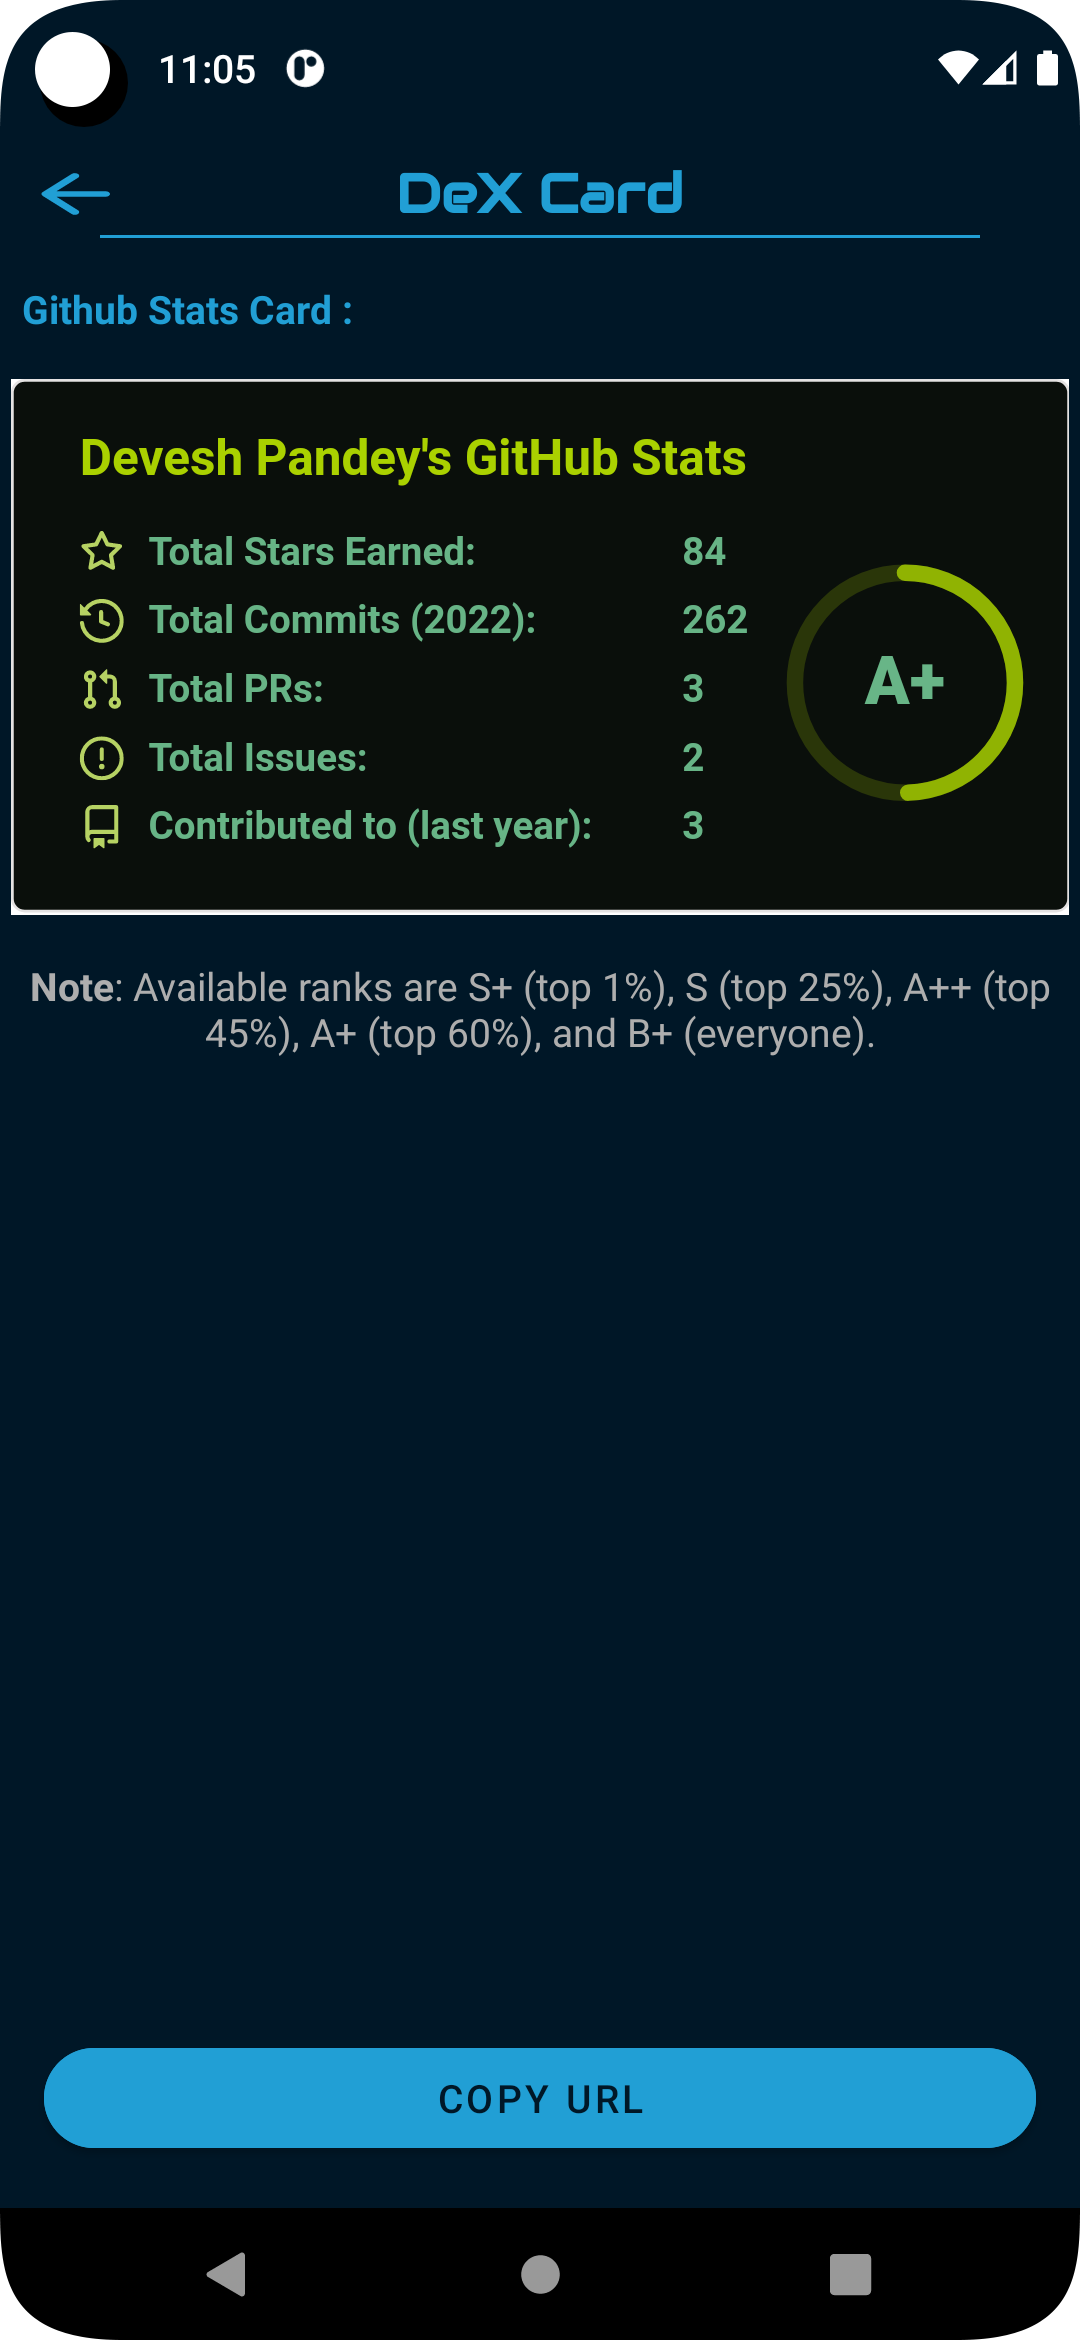 11:05
DeX Card
Github Stats Card :
Devesh Pandey's GitHub Stats
Total Stars Earned: 84
Total Commits (2022): 262
Total PRs: 3
Total Issues: 2
Contributed to (last year): 3
A+
Note: Available ranks are S+ (top 1%), S (top 25%), A++ (top
45%), A+ (top 60%), and B+ (everyone).
COPY URL